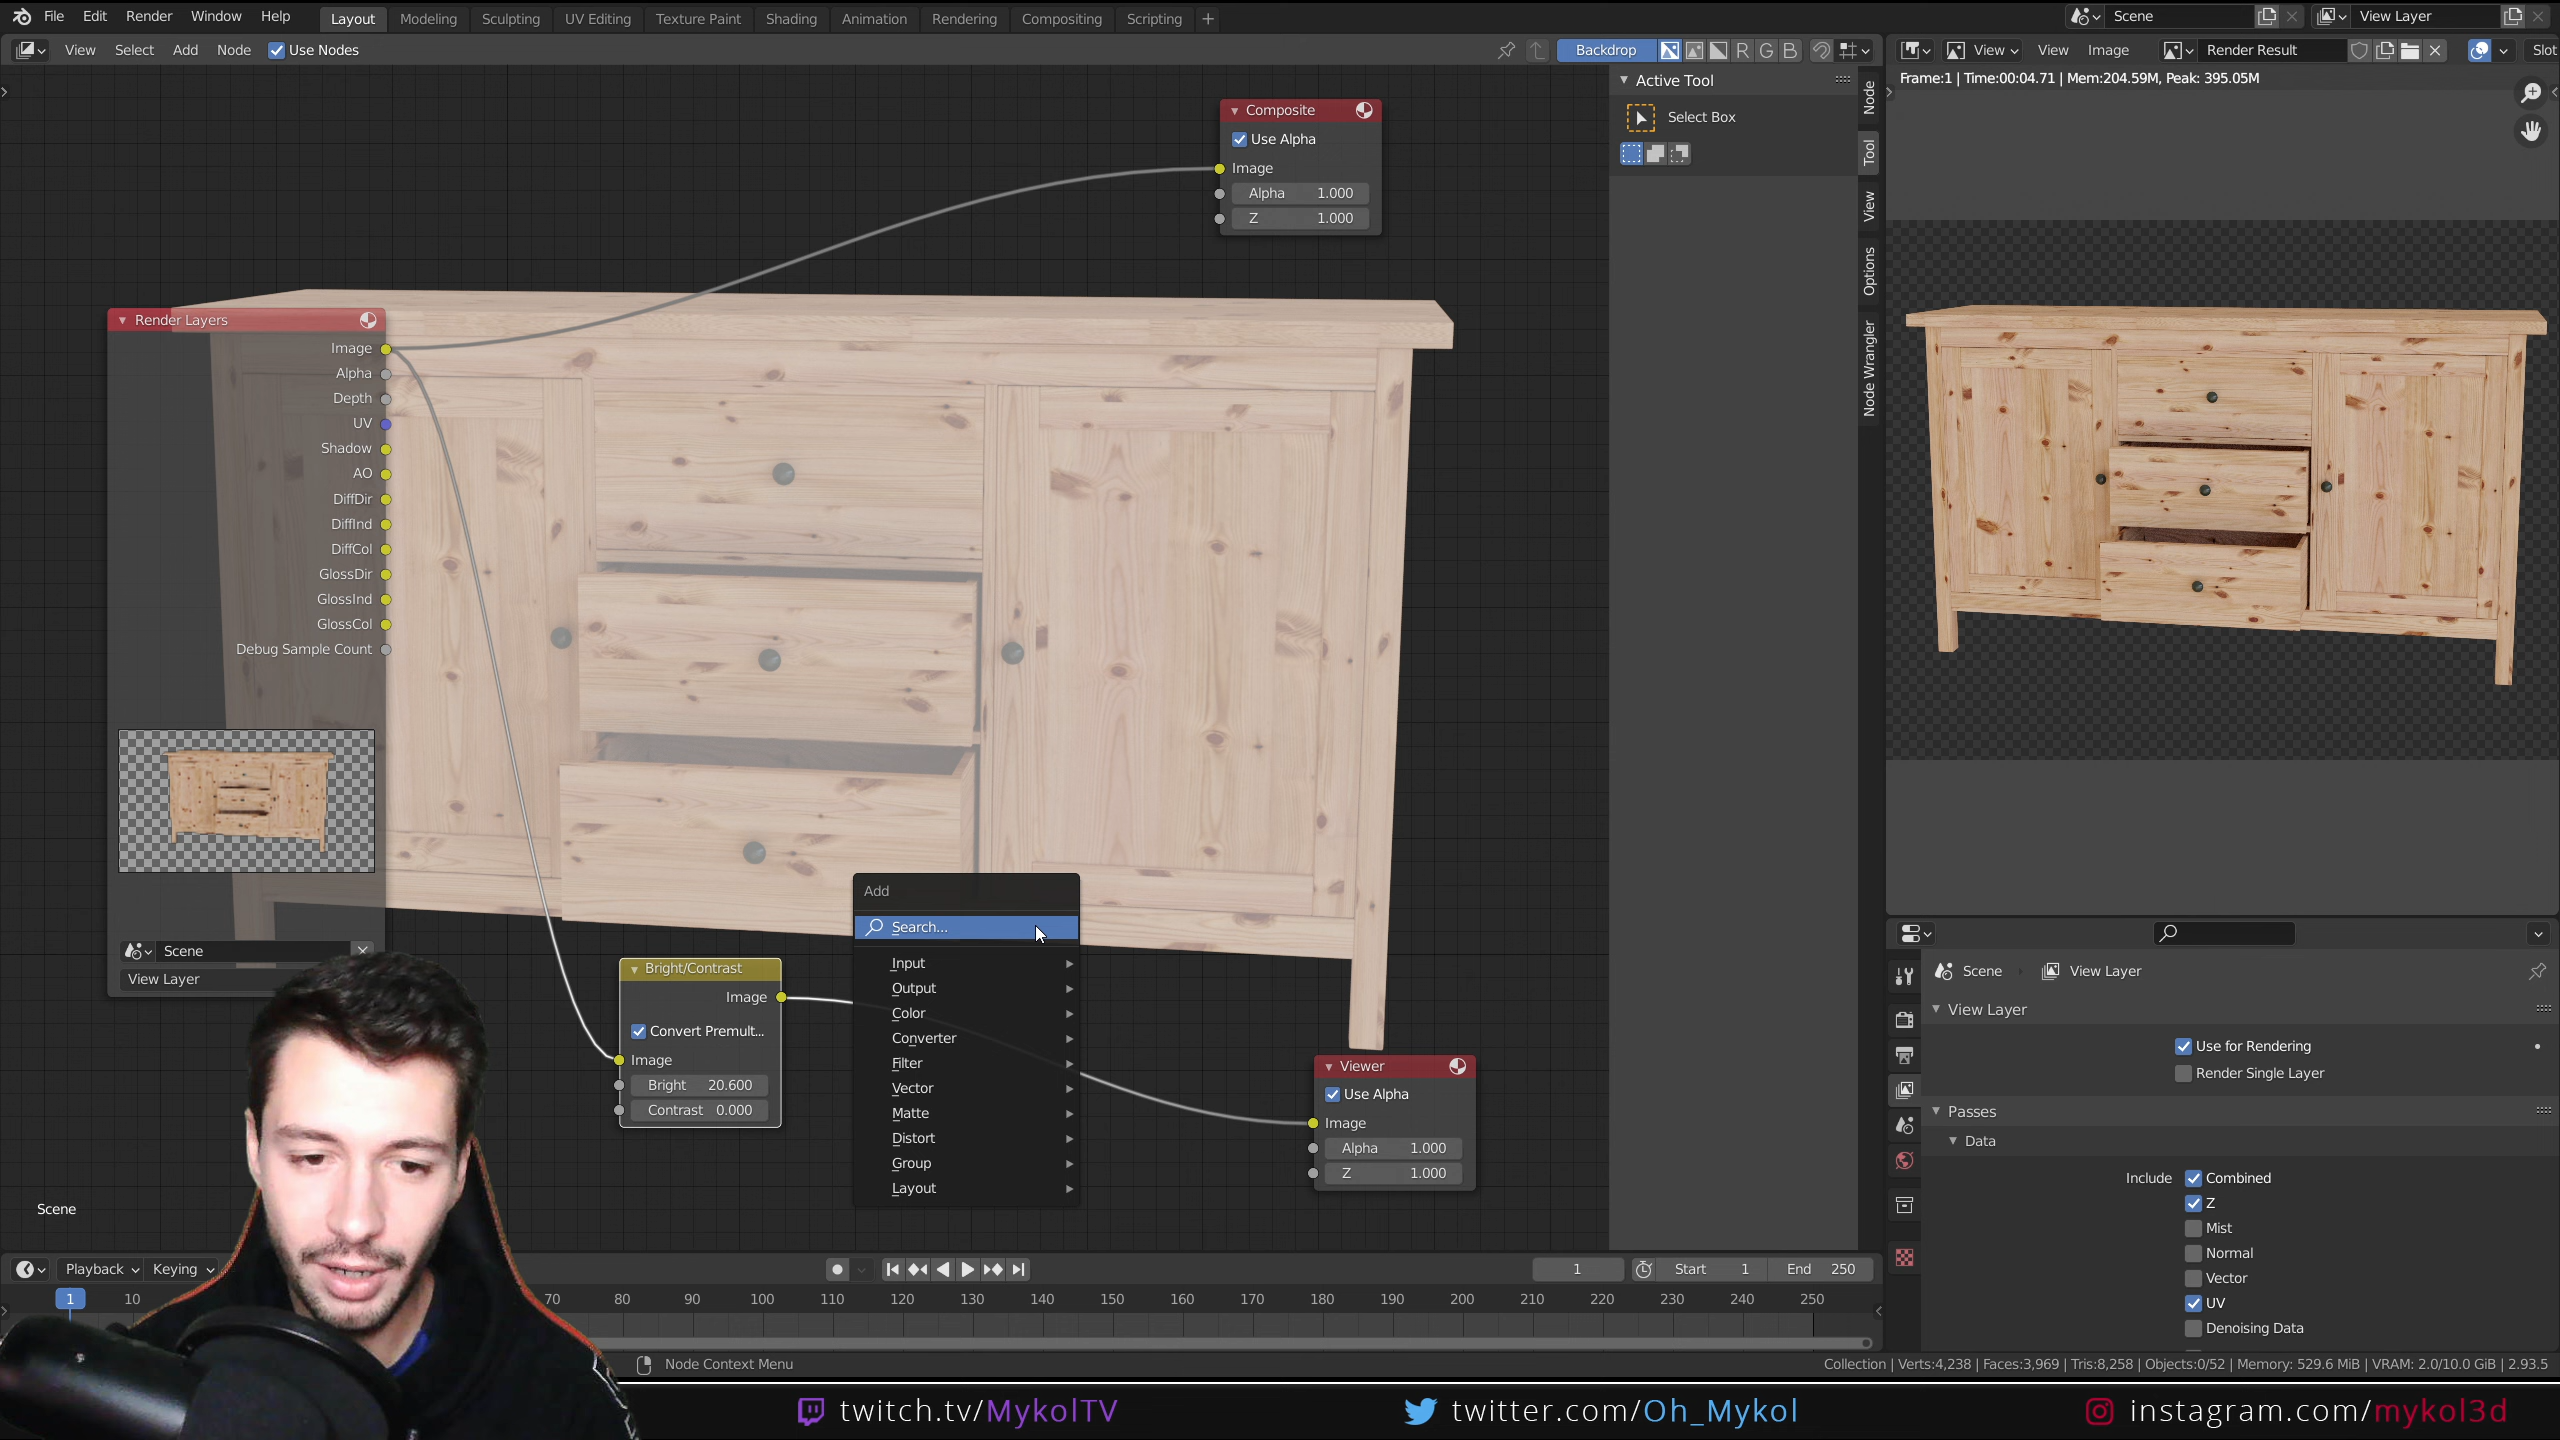 File Edit Render Window Help Layout Modeling Sculpting UV Editing Texture Paint Shading Animation Rendering Compositing Scripting +
Scene View Layer
View Select Add Node Use Nodes Backdrop R G B
View View Image Render Result Slot
Frame:1 | Time:00:04.71 | Mem:204.59M, Peak: 395.05M
Active Tool
Select Box
Node
Tool
View
Options
Node Wrangler
Composite
Use Alpha
Image
Alpha 1.000
Z 1.000
Render Layers
Image
Alpha
Depth
UV
Shadow
AO
DiffDir
DiffInd
DiffCol
GlossDir
GlossInd
GlossCol
Debug Sample Count
Scene
View Layer
Bright/Contrast
Image
Convert Premult...
Image
Bright 20.600
Contrast 0.000
Add
Search...
Input
Output
Color
Converter
Filter
Vector
Matte
Distort
Group
Layout
Viewer
Use Alpha
Image
Alpha 1.000
Z 1.000
Scene
Scene View Layer
View Layer
Use for Rendering
Render Single Layer
Passes
Data
Include Combined
Z
Mist
Normal
Vector
UV
Denoising Data
Playback Keying 1 Start 1 End 250
1 10 70 80 90 100 110 120 130 140 150 160 170 180 190 200 210 220 230 240 250
Node Context Menu
Collection | Verts:4,238 | Faces:3,969 | Tris:8,258 | Objects:0/52 | Memory: 529.6 MiB | VRAM: 2.0/10.0 GiB | 2.93.5
twitch.tv/MykolTV twitter.com/Oh_Mykol instagram.com/mykol3d